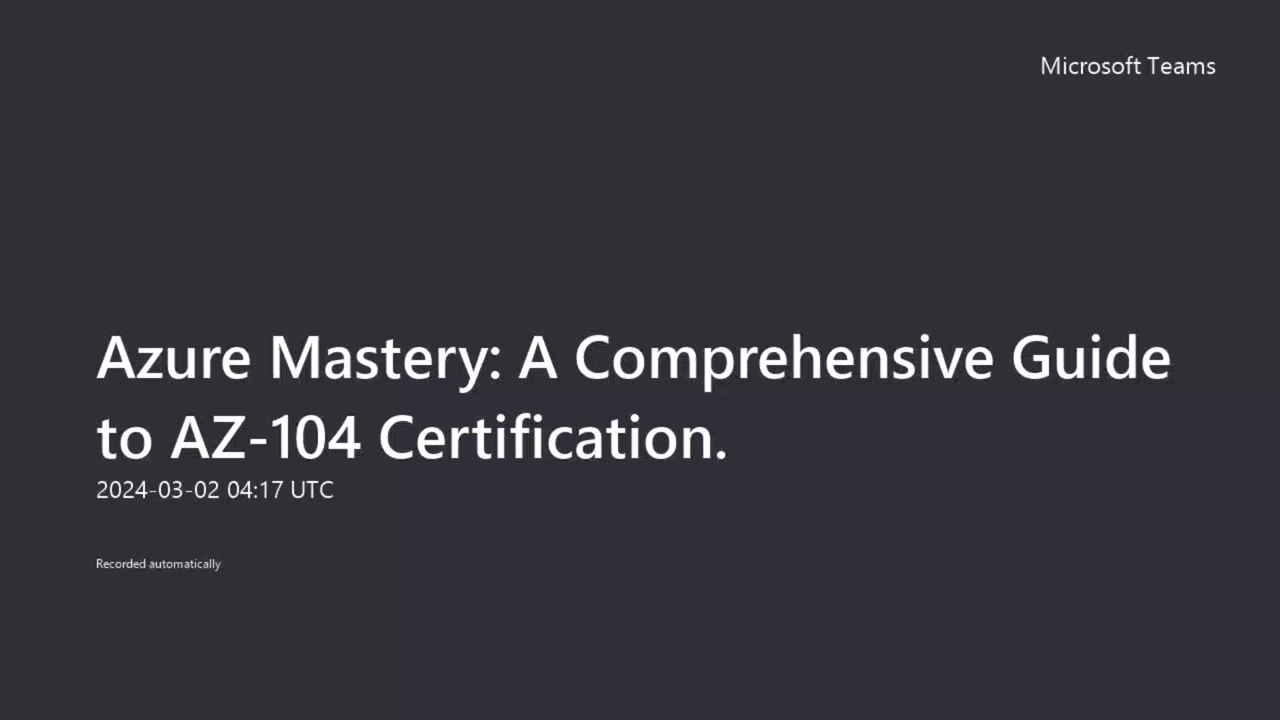 Microsoft Teams
Azure Mastery: A Comprehensive Guide
to AZ-104 Certification.
2024-03-02 04:17 UTC
Recorded automatically